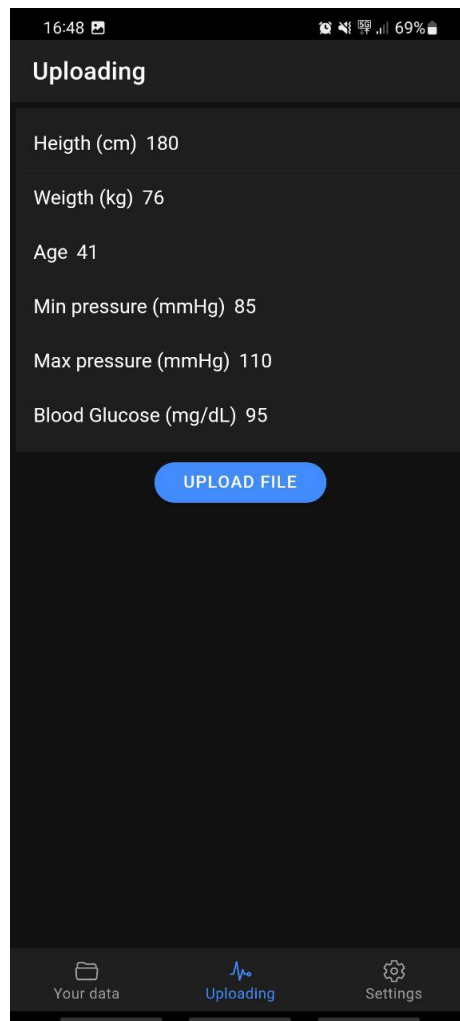 16:48 5G 69%
Uploading
Heigth (cm) 180
Weigth (kg) 76
Age 41
Min pressure (mmHg) 85
Max pressure (mmHg) 110
Blood Glucose (mg/dL) 95
UPLOAD FILE
Your data Uploading Settings